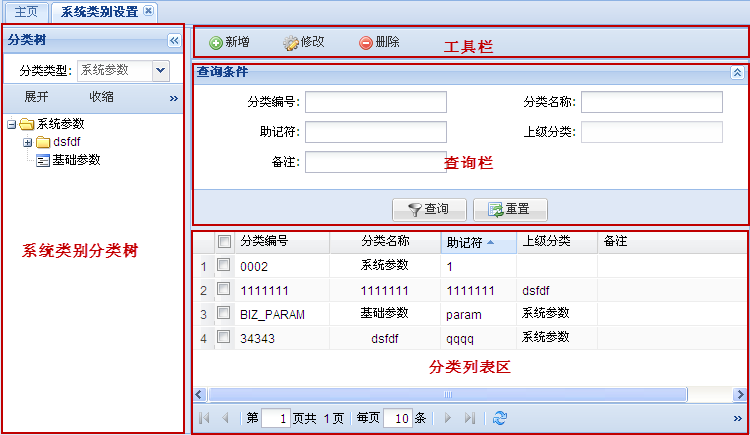 主页 系统类别设置
分类树
分类类型: 系统参数
展开 收缩 »
系统参数
dsfdf
基础参数
系统类别分类树
新增 修改 删除
工具栏
查询条件
分类编号: 分类名称:
助记符: 上级分类:
备注:
查询栏
查询 重置
分类编号 分类名称 助记符 上级分类 备注
1 0002 系统参数 1
2 1111111 1111111 1111111 dsfdf
3 BIZ_PARAM 基础参数 param 系统参数
4 34343 dsfdf qqqq 系统参数
分类列表区
第 1 页共 1 页 每页 10 条 »